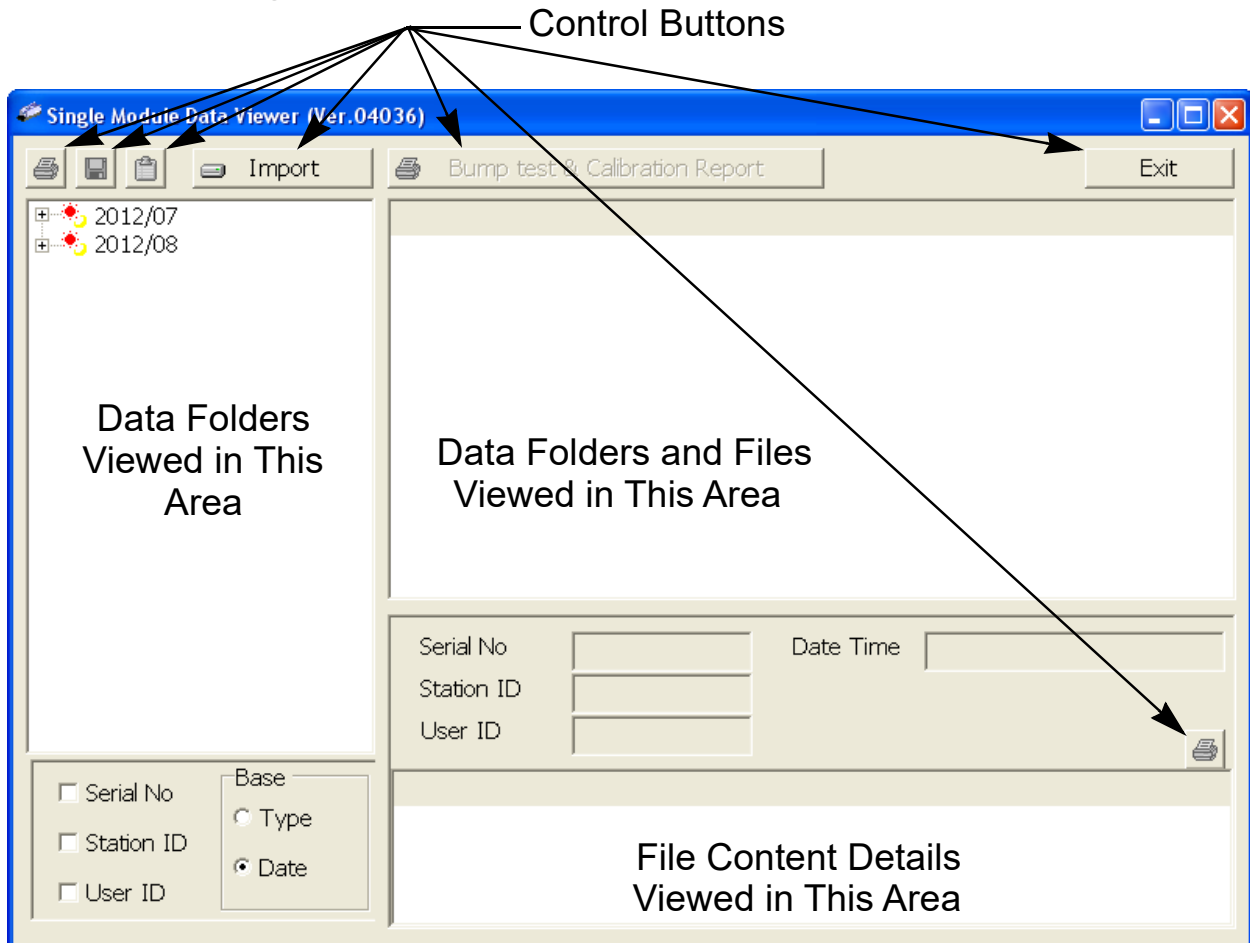 Control Buttons
Single Module Data Viewer (Ver.04036)
Import
Bump test & Calibration Report
Exit
2012/07
2012/08
Data Folders
Viewed in This
Area
Data Folders and Files
Viewed in This Area
Serial No
Date Time
Station ID
User ID
Serial No
Station ID
User ID
Base
Type
Date
File Content Details
Viewed in This Area